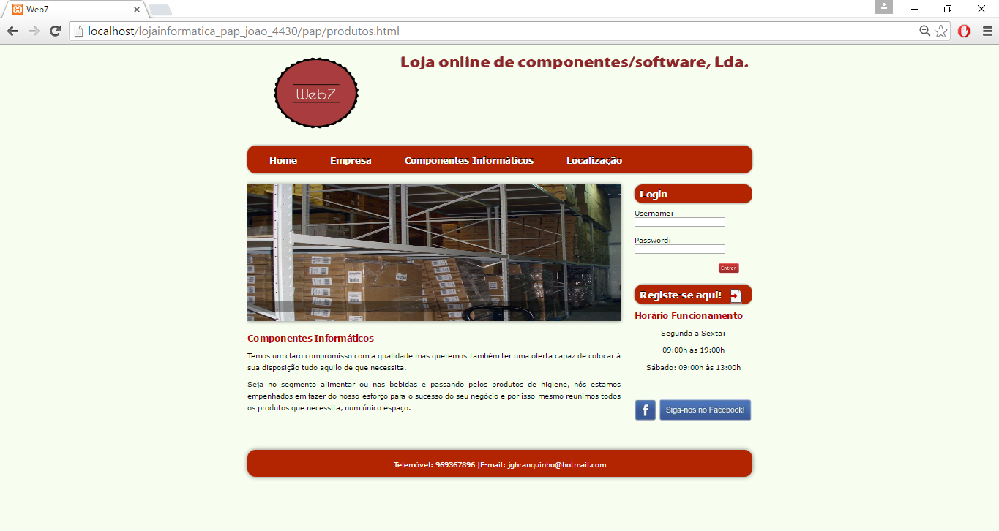 Web7
localhost/lojainformatica_pap_joao_4430/pap/produtos.html
Web7
Loja online de componentes/software, Lda.
Home Empresa Componentes Informáticos Localização
Login
Username:
Password:
Entrar
Registe-se aqui!
Horário Funcionamento
Segunda a Sexta:
09:00h às 19:00h
Sábado: 09:00h às 13:00h
Siga-nos no Facebook!
Componentes Informáticos
Temos um claro compromisso com a qualidade mas queremos também ter uma oferta capaz de colocar à
sua disposição tudo aquilo de que necessita.
Seja no segmento alimentar ou nas bebidas e passando pelos produtos de higiene, nós estamos
empenhados em fazer do nosso esforço para o sucesso do seu negócio e por isso mesmo reunimos todos
os produtos que necessita, num único espaço.
Telemóvel: 969367896 |E-mail: jgbranquinho@hotmail.com